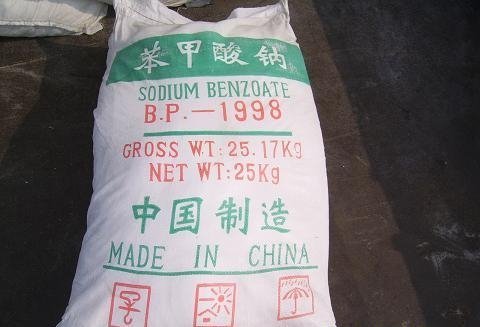 苯甲酸钠
SODIUM BENZOATE
B.P.—1998
GROSS WT:25.17Kg
NET WT:25Kg
中国制造
MADE IN CHINA